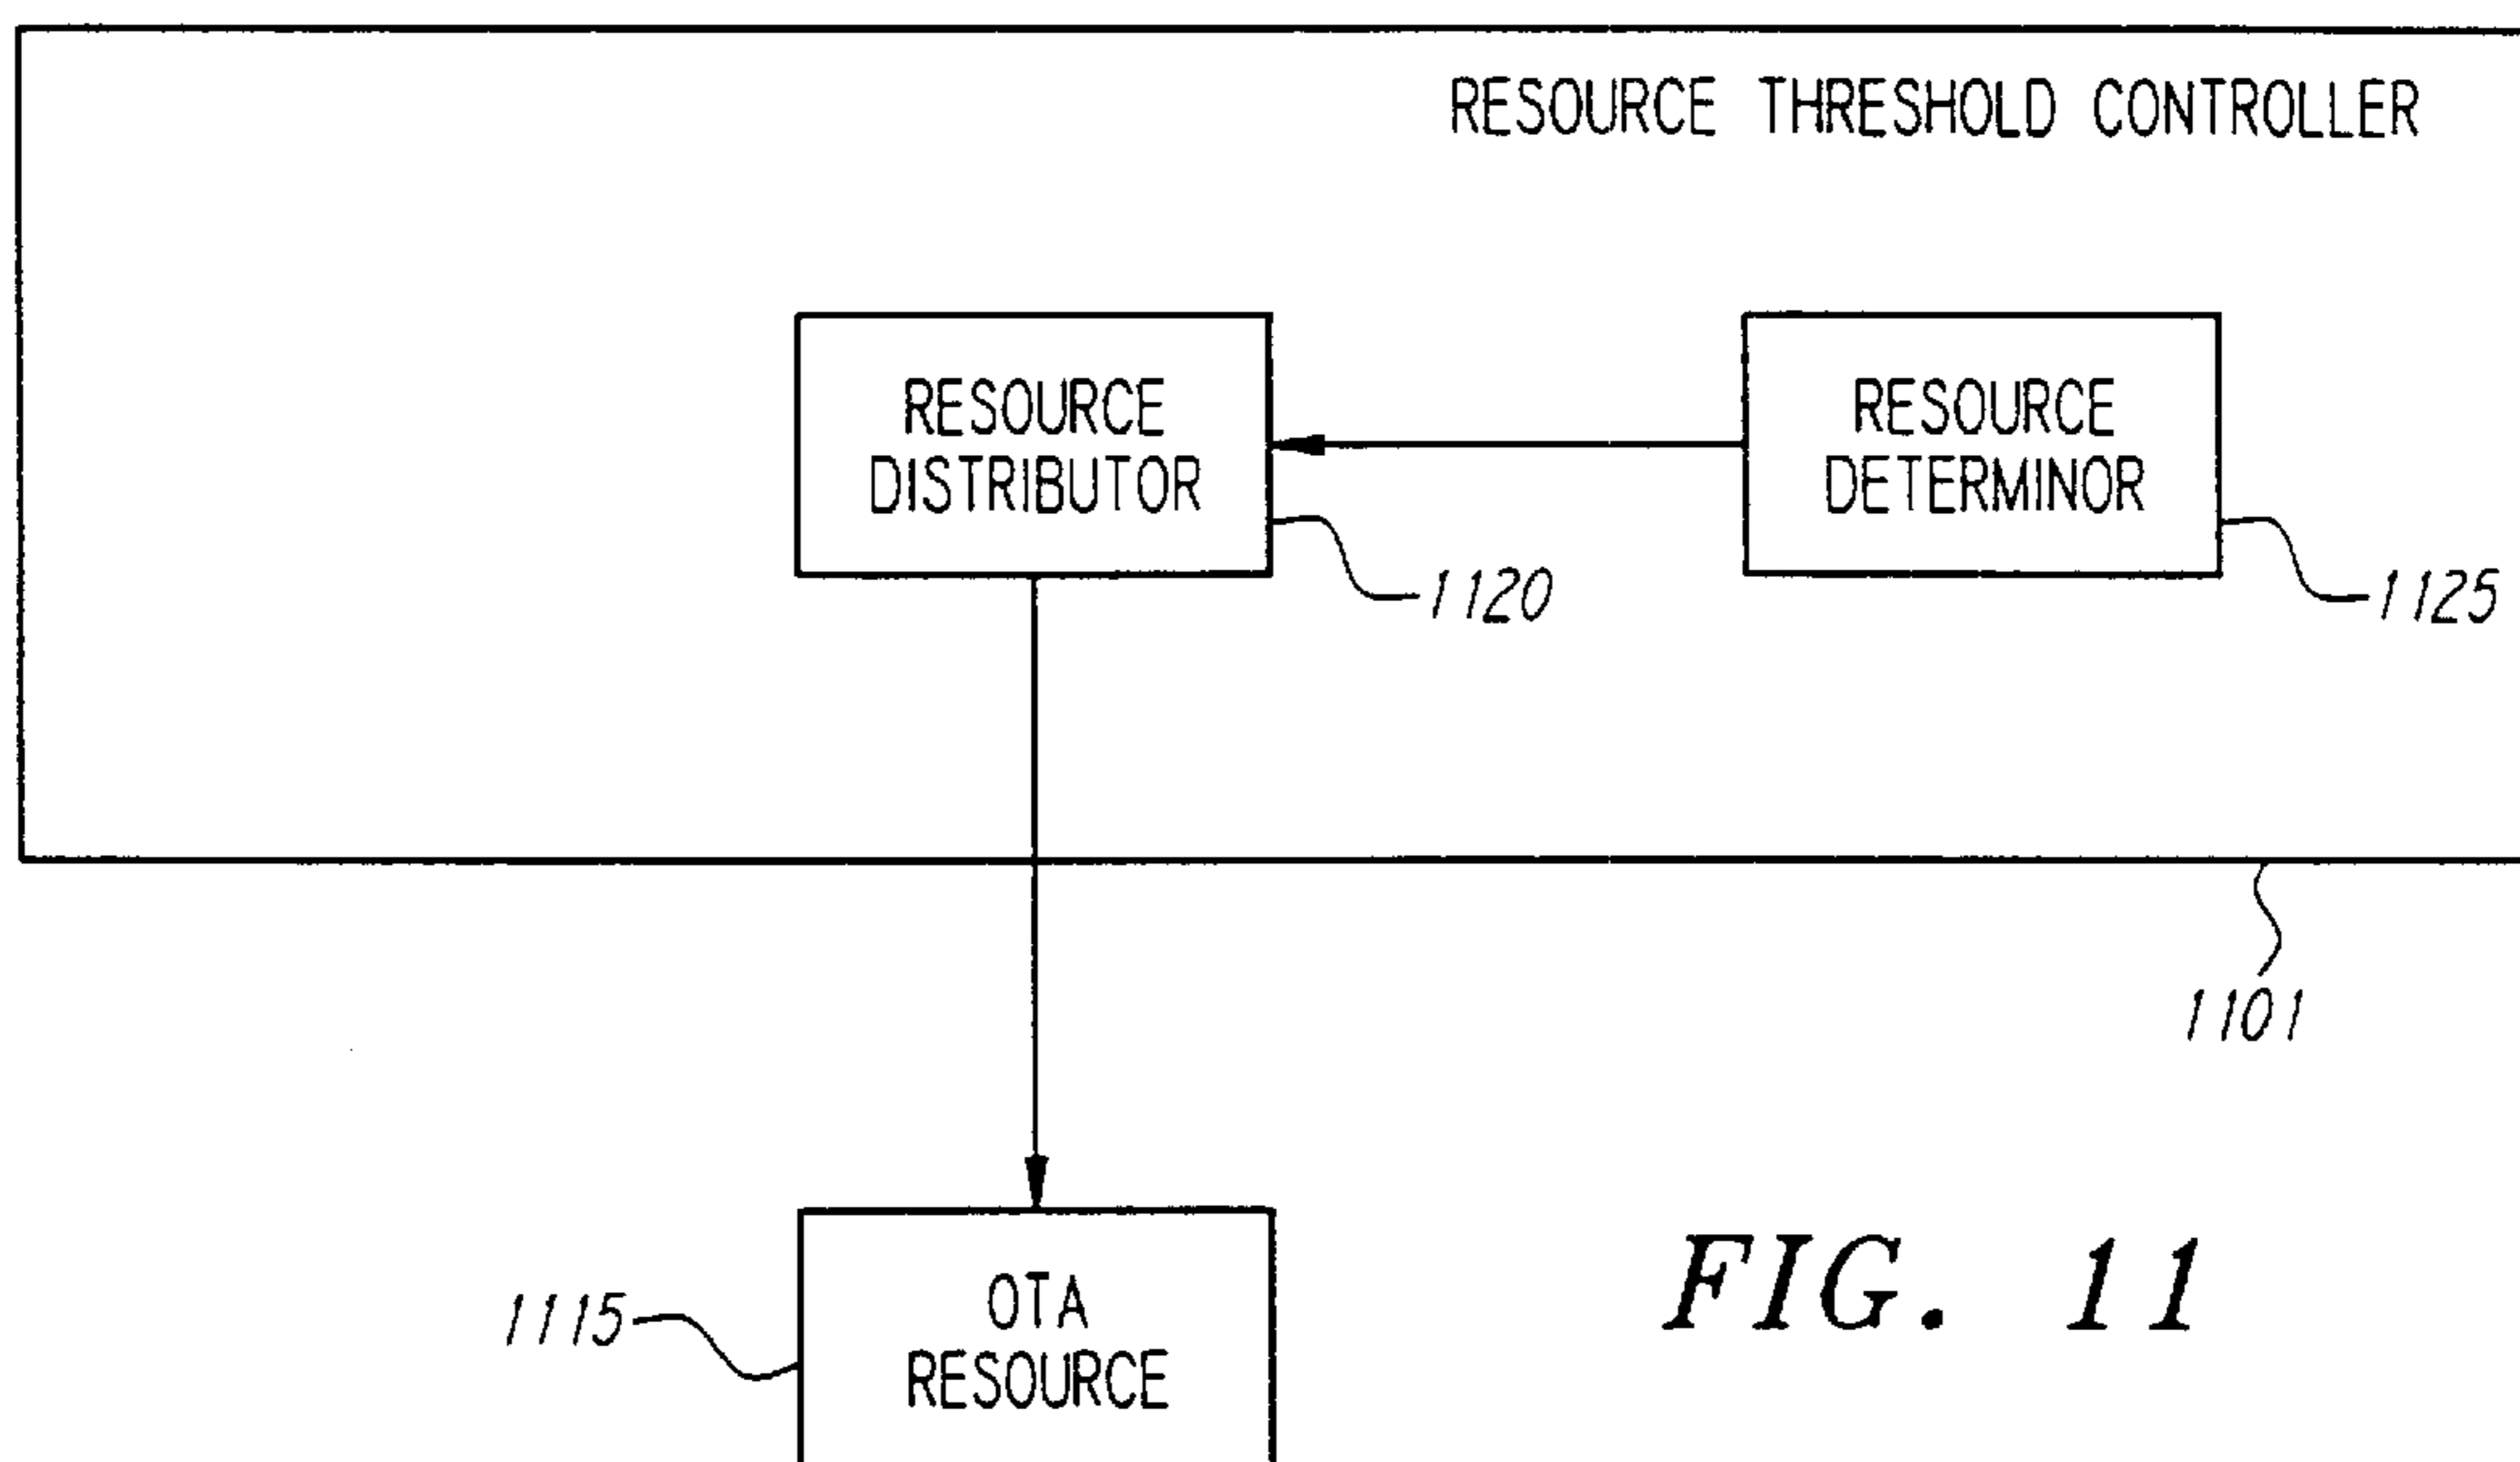 RESOURCE THRESHOLD CONTROLLER
RESOURCE
DISTRIBUTOR
1120
RESOURCE
DETERMINOR
1125
1101
1115
OTA
RESOURCE
FIG. 11